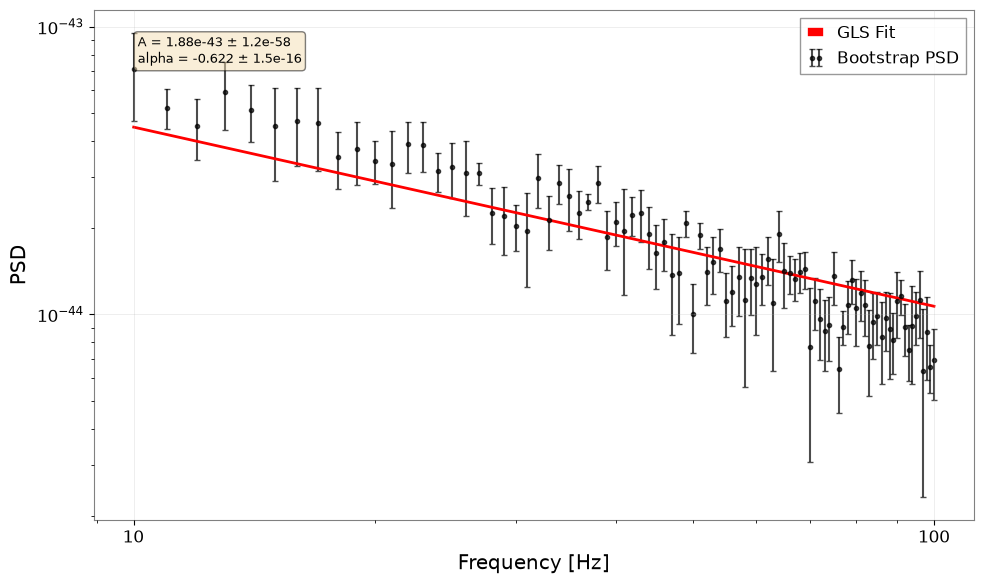 10⁻⁴³
A = 1.88e-43 ± 1.2e-58
alpha = -0.622 ± 1.5e-16
GLS Fit
Bootstrap PSD
PSD
10⁻⁴⁴
10
100
Frequency [Hz]